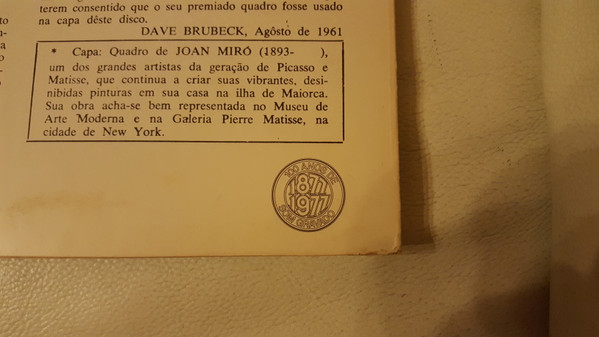 terem consentido que o seu premiado quadro fosse usado
na capa dêste disco.
DAVE BRUBECK, Agôsto de 1961
* Capa: Quadro de JOAN MIRÓ (1893- ),
um dos grandes artistas da geração de Picasso e
Matisse, que continua a criar suas vibrantes, desi-
nibidas pinturas em sua casa na ilha de Maiorca.
Sua obra acha-se bem representada no Museu de
Arte Moderna e na Galeria Pierre Matisse, na
cidade de New York.
100 ANOS DE
1877
1977
SOM GRAVADO